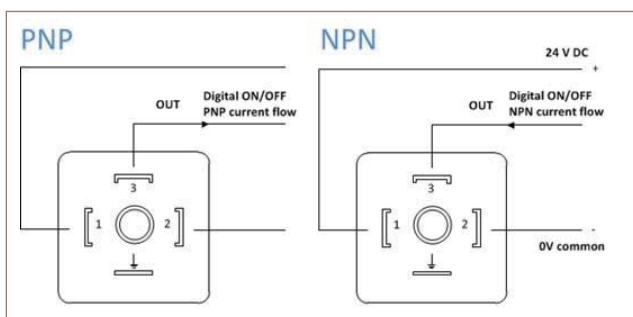 PNP
NPN
24 V DC
+
OUT
Digital ON/OFF
PNP current flow
OUT
Digital ON/OFF
NPN current flow
3
1
2
3
1
2
-
0V common